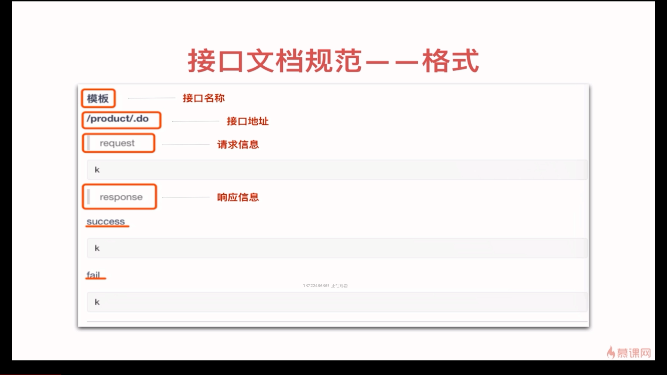 接口文档规范——格式
模板 接口名称
/product/.do 接口地址
request 请求信息
k
response 响应信息
success
k
fail
k
慕课网